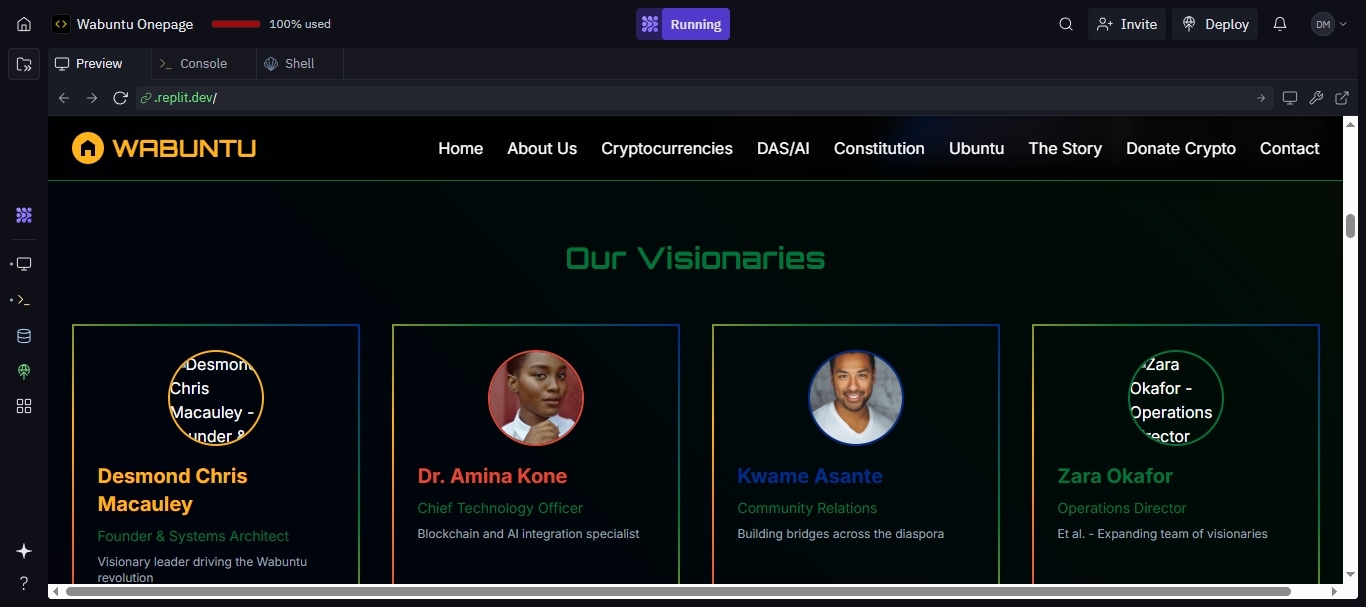 Wabuntu Onepage 100% used Running Invite Deploy DM
Preview Console Shell
.replit.dev/
WABUNTU Home About Us Cryptocurrencies DAS/AI Constitution Ubuntu The Story Donate Crypto Contact
Our Visionaries
Desmond
Chris
Macauley -
under &
Zara
Okafor -
Operations
rector
Desmond Chris
Macauley
Founder & Systems Architect
Visionary leader driving the Wabuntu
revolution
Dr. Amina Kone
Chief Technology Officer
Blockchain and AI integration specialist
Kwame Asante
Community Relations
Building bridges across the diaspora
Zara Okafor
Operations Director
Et al. - Expanding team of visionaries